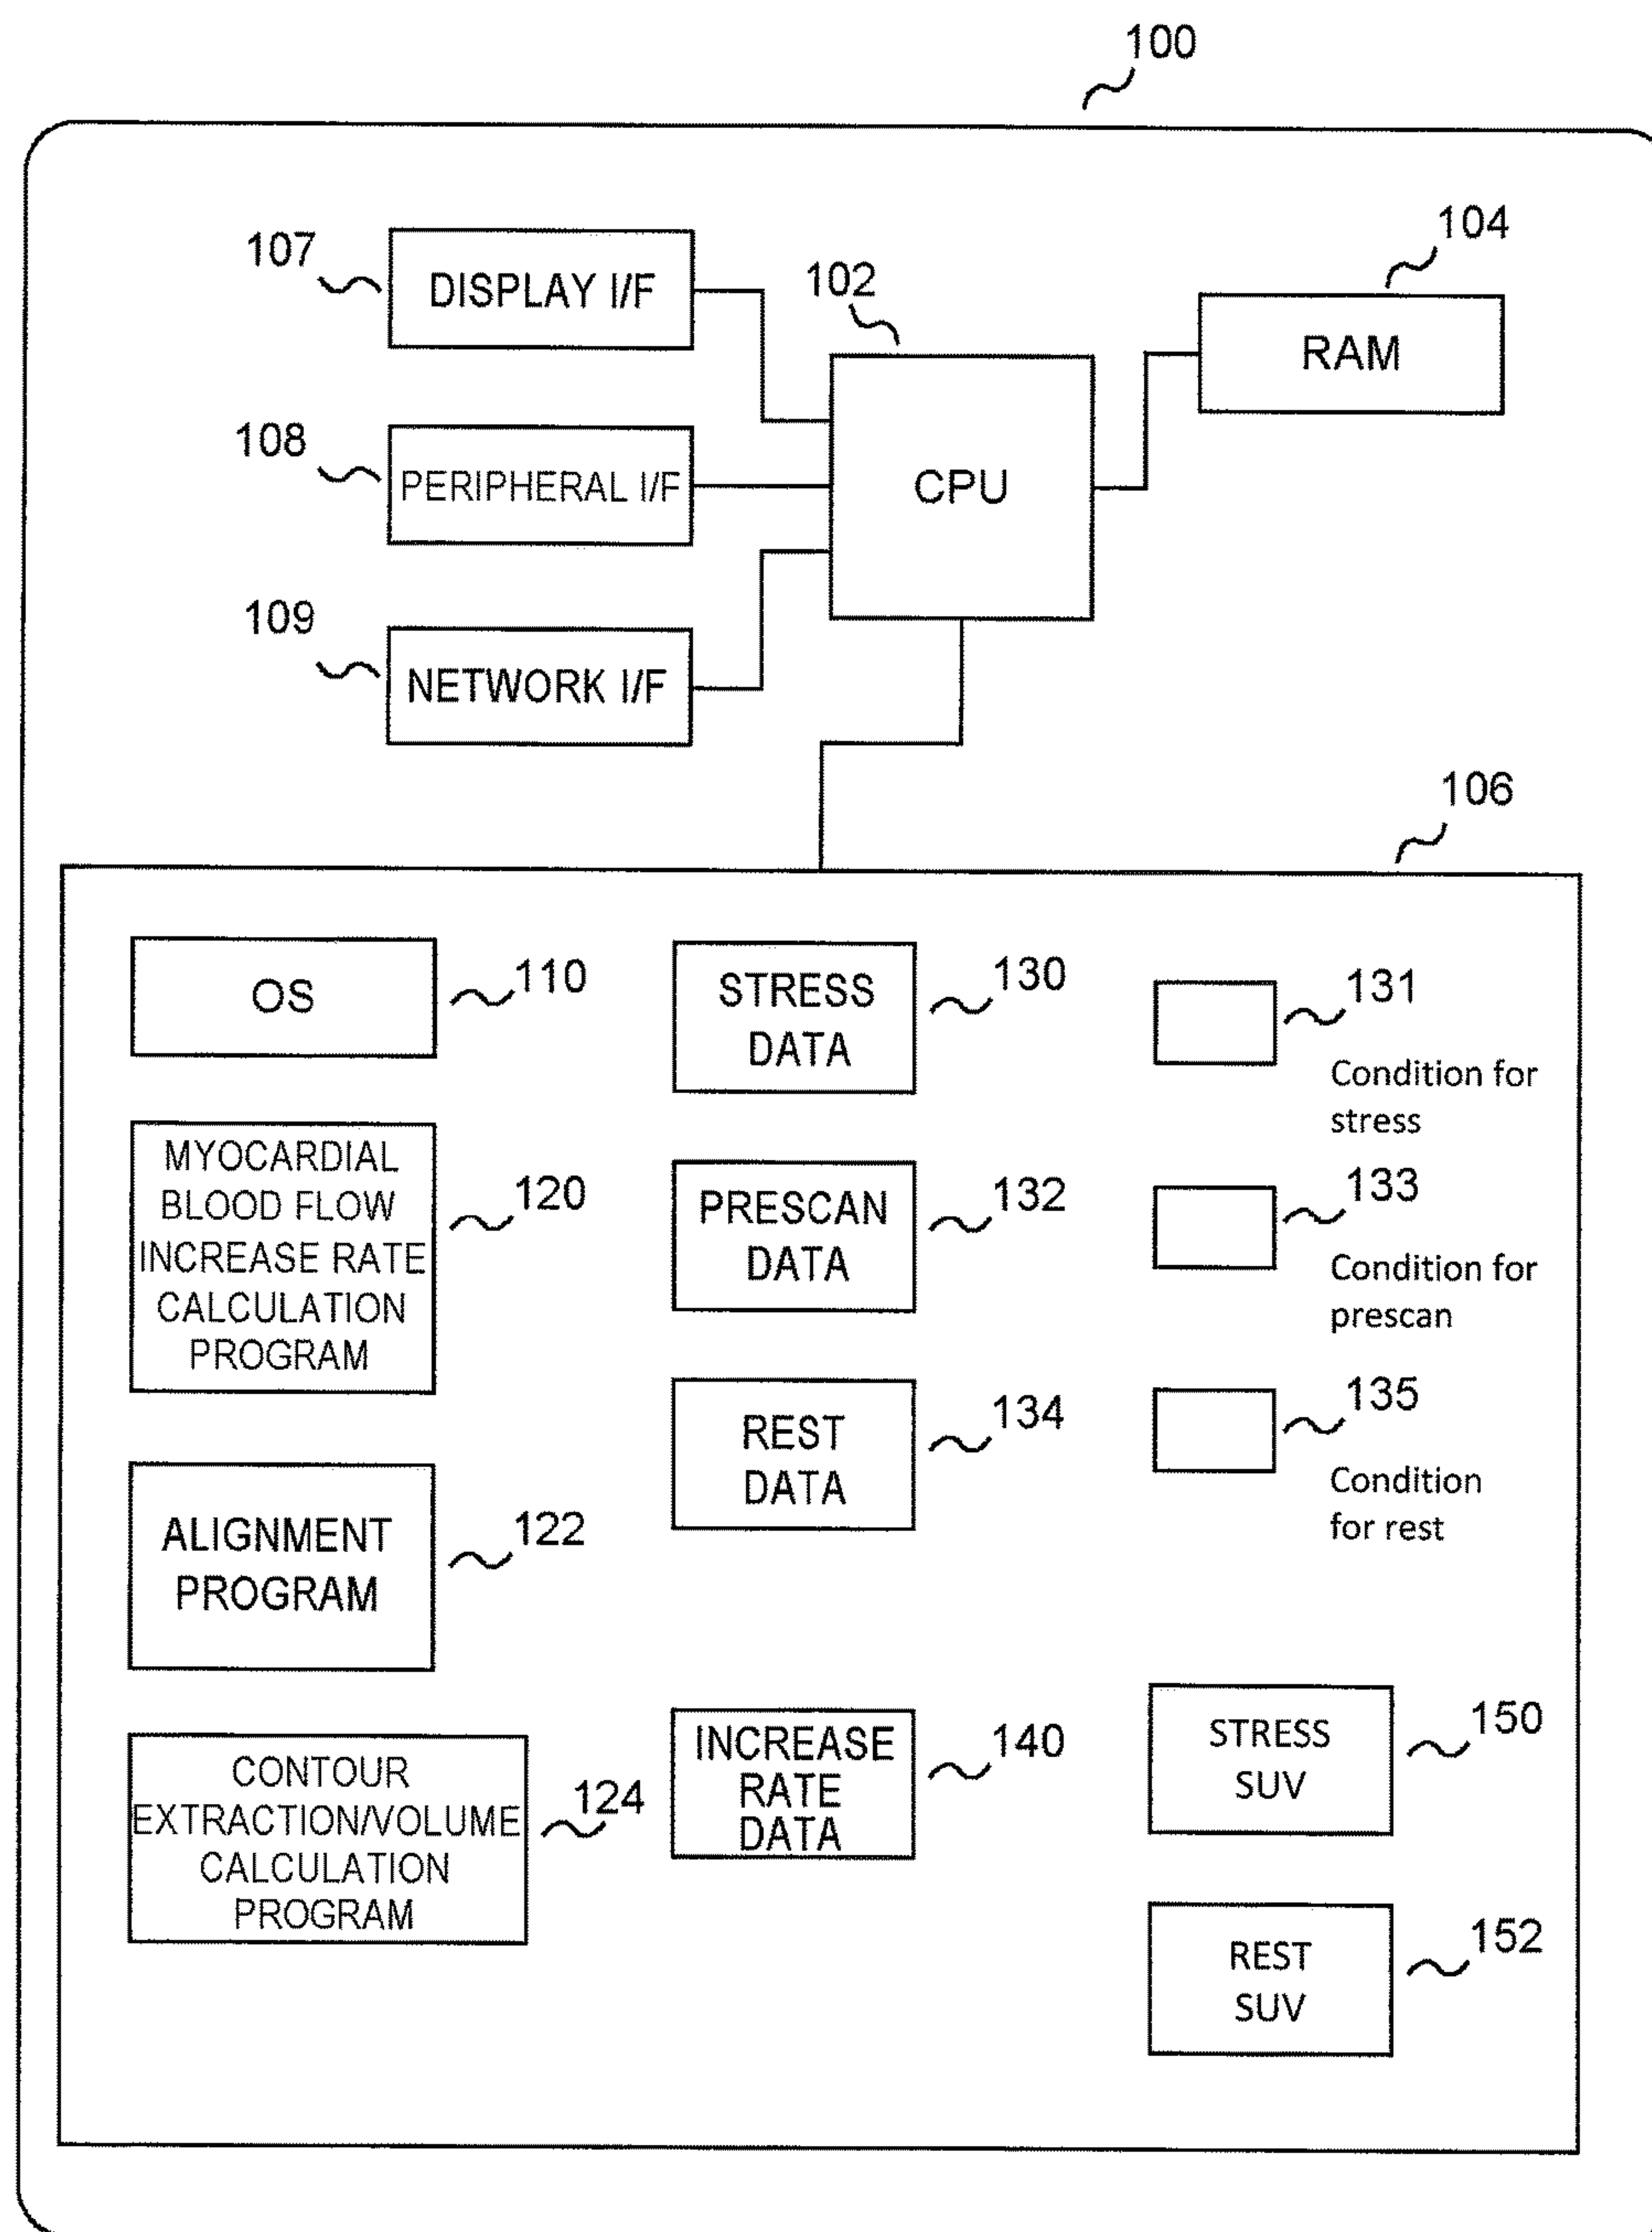 100
107
DISPLAY I/F
102
104
RAM
108
PERIPHERAL I/F
CPU
109
NETWORK I/F
106
OS
110
STRESS
DATA
130
131
Condition for
stress
MYOCARDIAL
BLOOD FLOW
INCREASE RATE
CALCULATION
PROGRAM
120
PRESCAN
DATA
132
133
Condition for
prescan
REST
DATA
134
135
Condition
for rest
ALIGNMENT
PROGRAM
122
CONTOUR
EXTRACTION/VOLUME
CALCULATION
PROGRAM
124
INCREASE
RATE
DATA
140
STRESS
SUV
150
REST
SUV
152